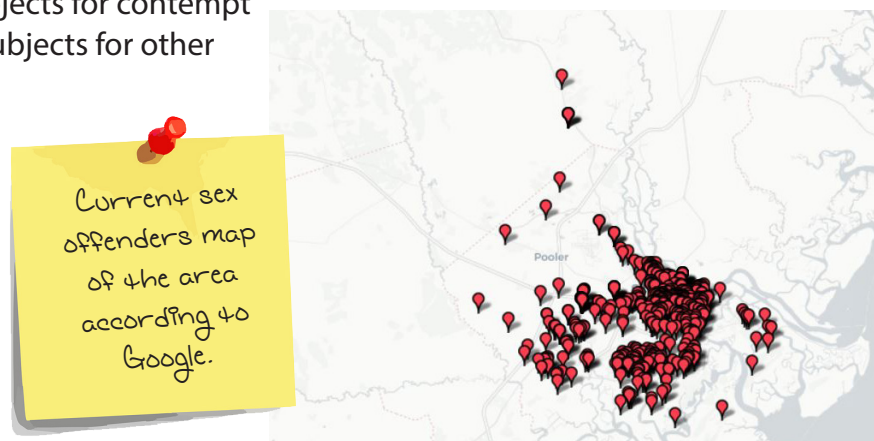 jects for contempt
ubjects for other
Current sex
offenders map
of the area
according to
Google.
Pooler